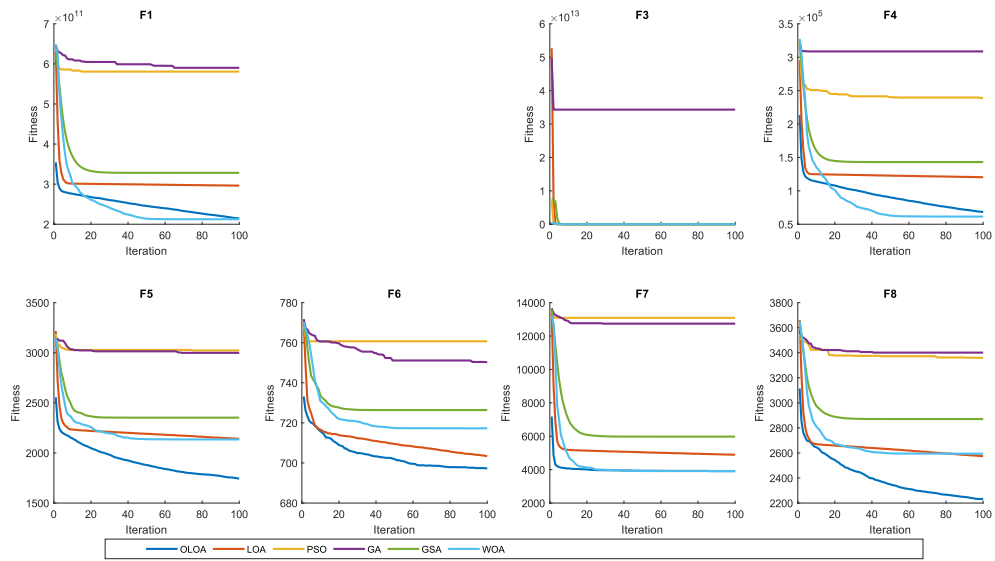 F1
×10^11
7
6
5
4
3
2
Fitness
0 20 40 60 80 100
Iteration
F3
×10^13
6
5
4
3
2
1
0
Fitness
0 20 40 60 80 100
Iteration
F4
×10^5
3.5
3
2.5
2
1.5
1
0.5
Fitness
0 20 40 60 80 100
Iteration
F5
3500
3000
2500
2000
1500
Fitness
0 20 40 60 80 100
Iteration
F6
780
760
740
720
700
680
Fitness
0 20 40 60 80 100
Iteration
F7
14000
12000
10000
8000
6000
4000
2000
Fitness
0 20 40 60 80 100
Iteration
F8
3800
3600
3400
3200
3000
2800
2600
2400
2200
Fitness
0 20 40 60 80 100
Iteration
OLOA LOA PSO GA GSA WOA